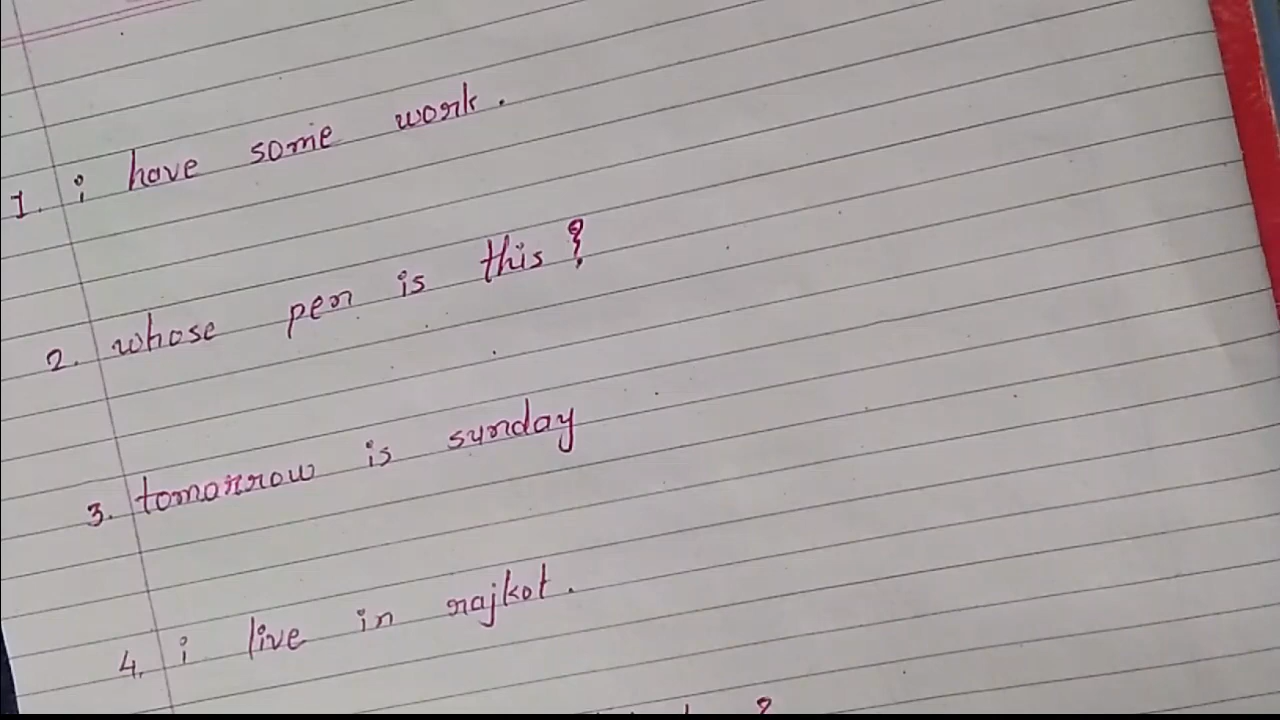 1. i have some work.
2. whose pen is this?
3. tomorrow is sunday
4. i live in rajkot.